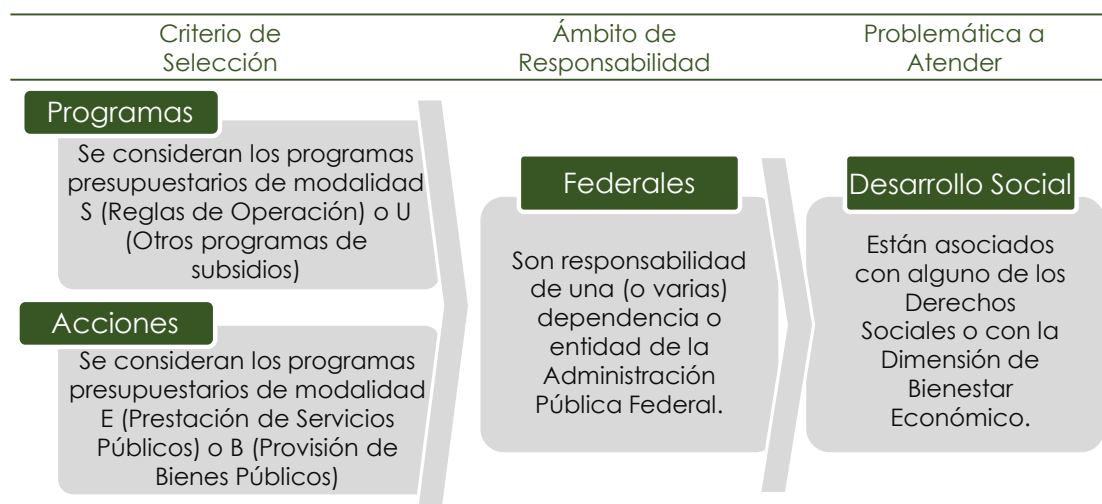 Criterio de
Selección
Ámbito de
Responsabilidad
Problemática a
Atender
Programas
Se consideran los programas
presupuestarios de modalidad
S (Reglas de Operación) o U
(Otros programas de
subsidios)
Acciones
Se consideran los programas
presupuestarios de modalidad
E (Prestación de Servicios
Públicos) o B (Provisión de
Bienes Públicos)
Federales
Son responsabilidad
de una (o varias)
dependencia o
entidad de la
Administración
Pública Federal.
Desarrollo Social
Están asociados
con alguno de los
Derechos
Sociales o con la
Dimensión de
Bienestar
Económico.